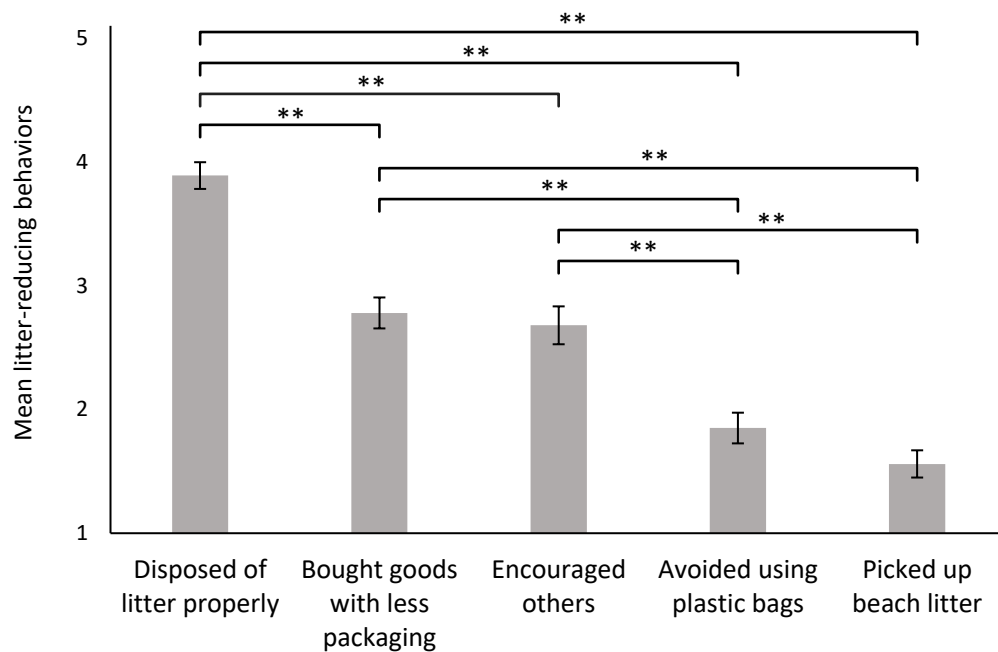 Mean litter-reducing behaviors
5
4
3
2
1
**
**
**
**
**
**
**
**
Disposed of
litter properly
Bought goods
with less
packaging
Encouraged
others
Avoided using
plastic bags
Picked up
beach litter